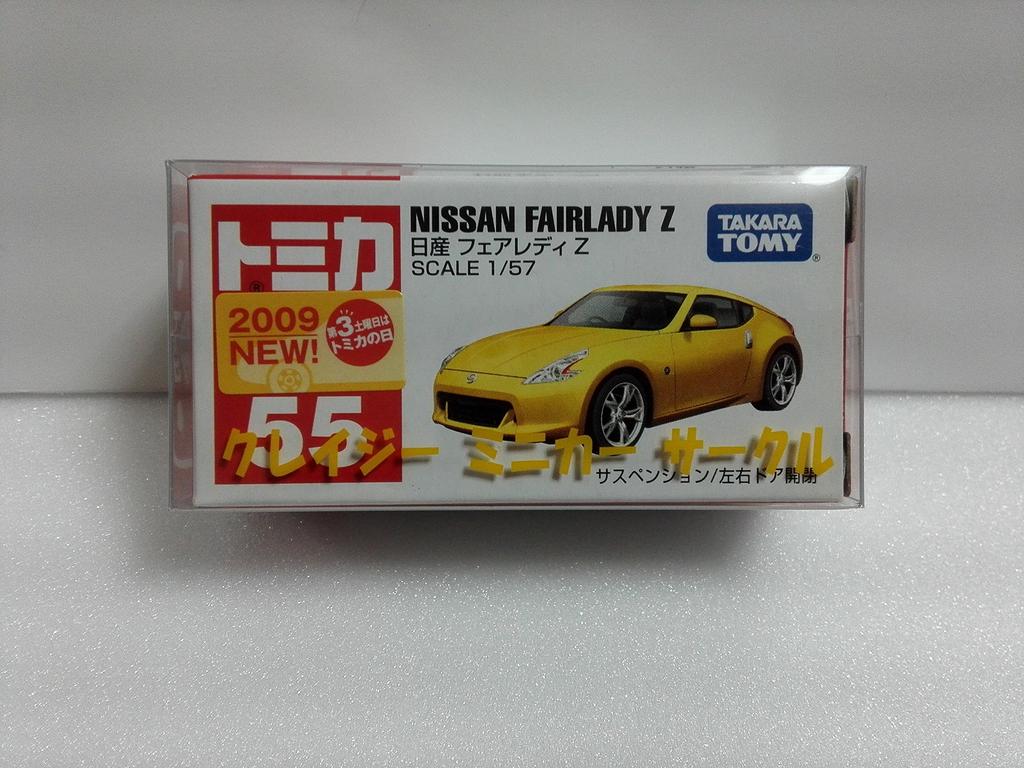 トミカ
®
2009
NEW!
第3土曜日は
トミカの日
55
NISSAN FAIRLADY Z
日産 フェアレディ Z
SCALE 1/57
TAKARA
TOMY
®
クレイジー ミニカー サークル
サスペンション/左右ドア開閉